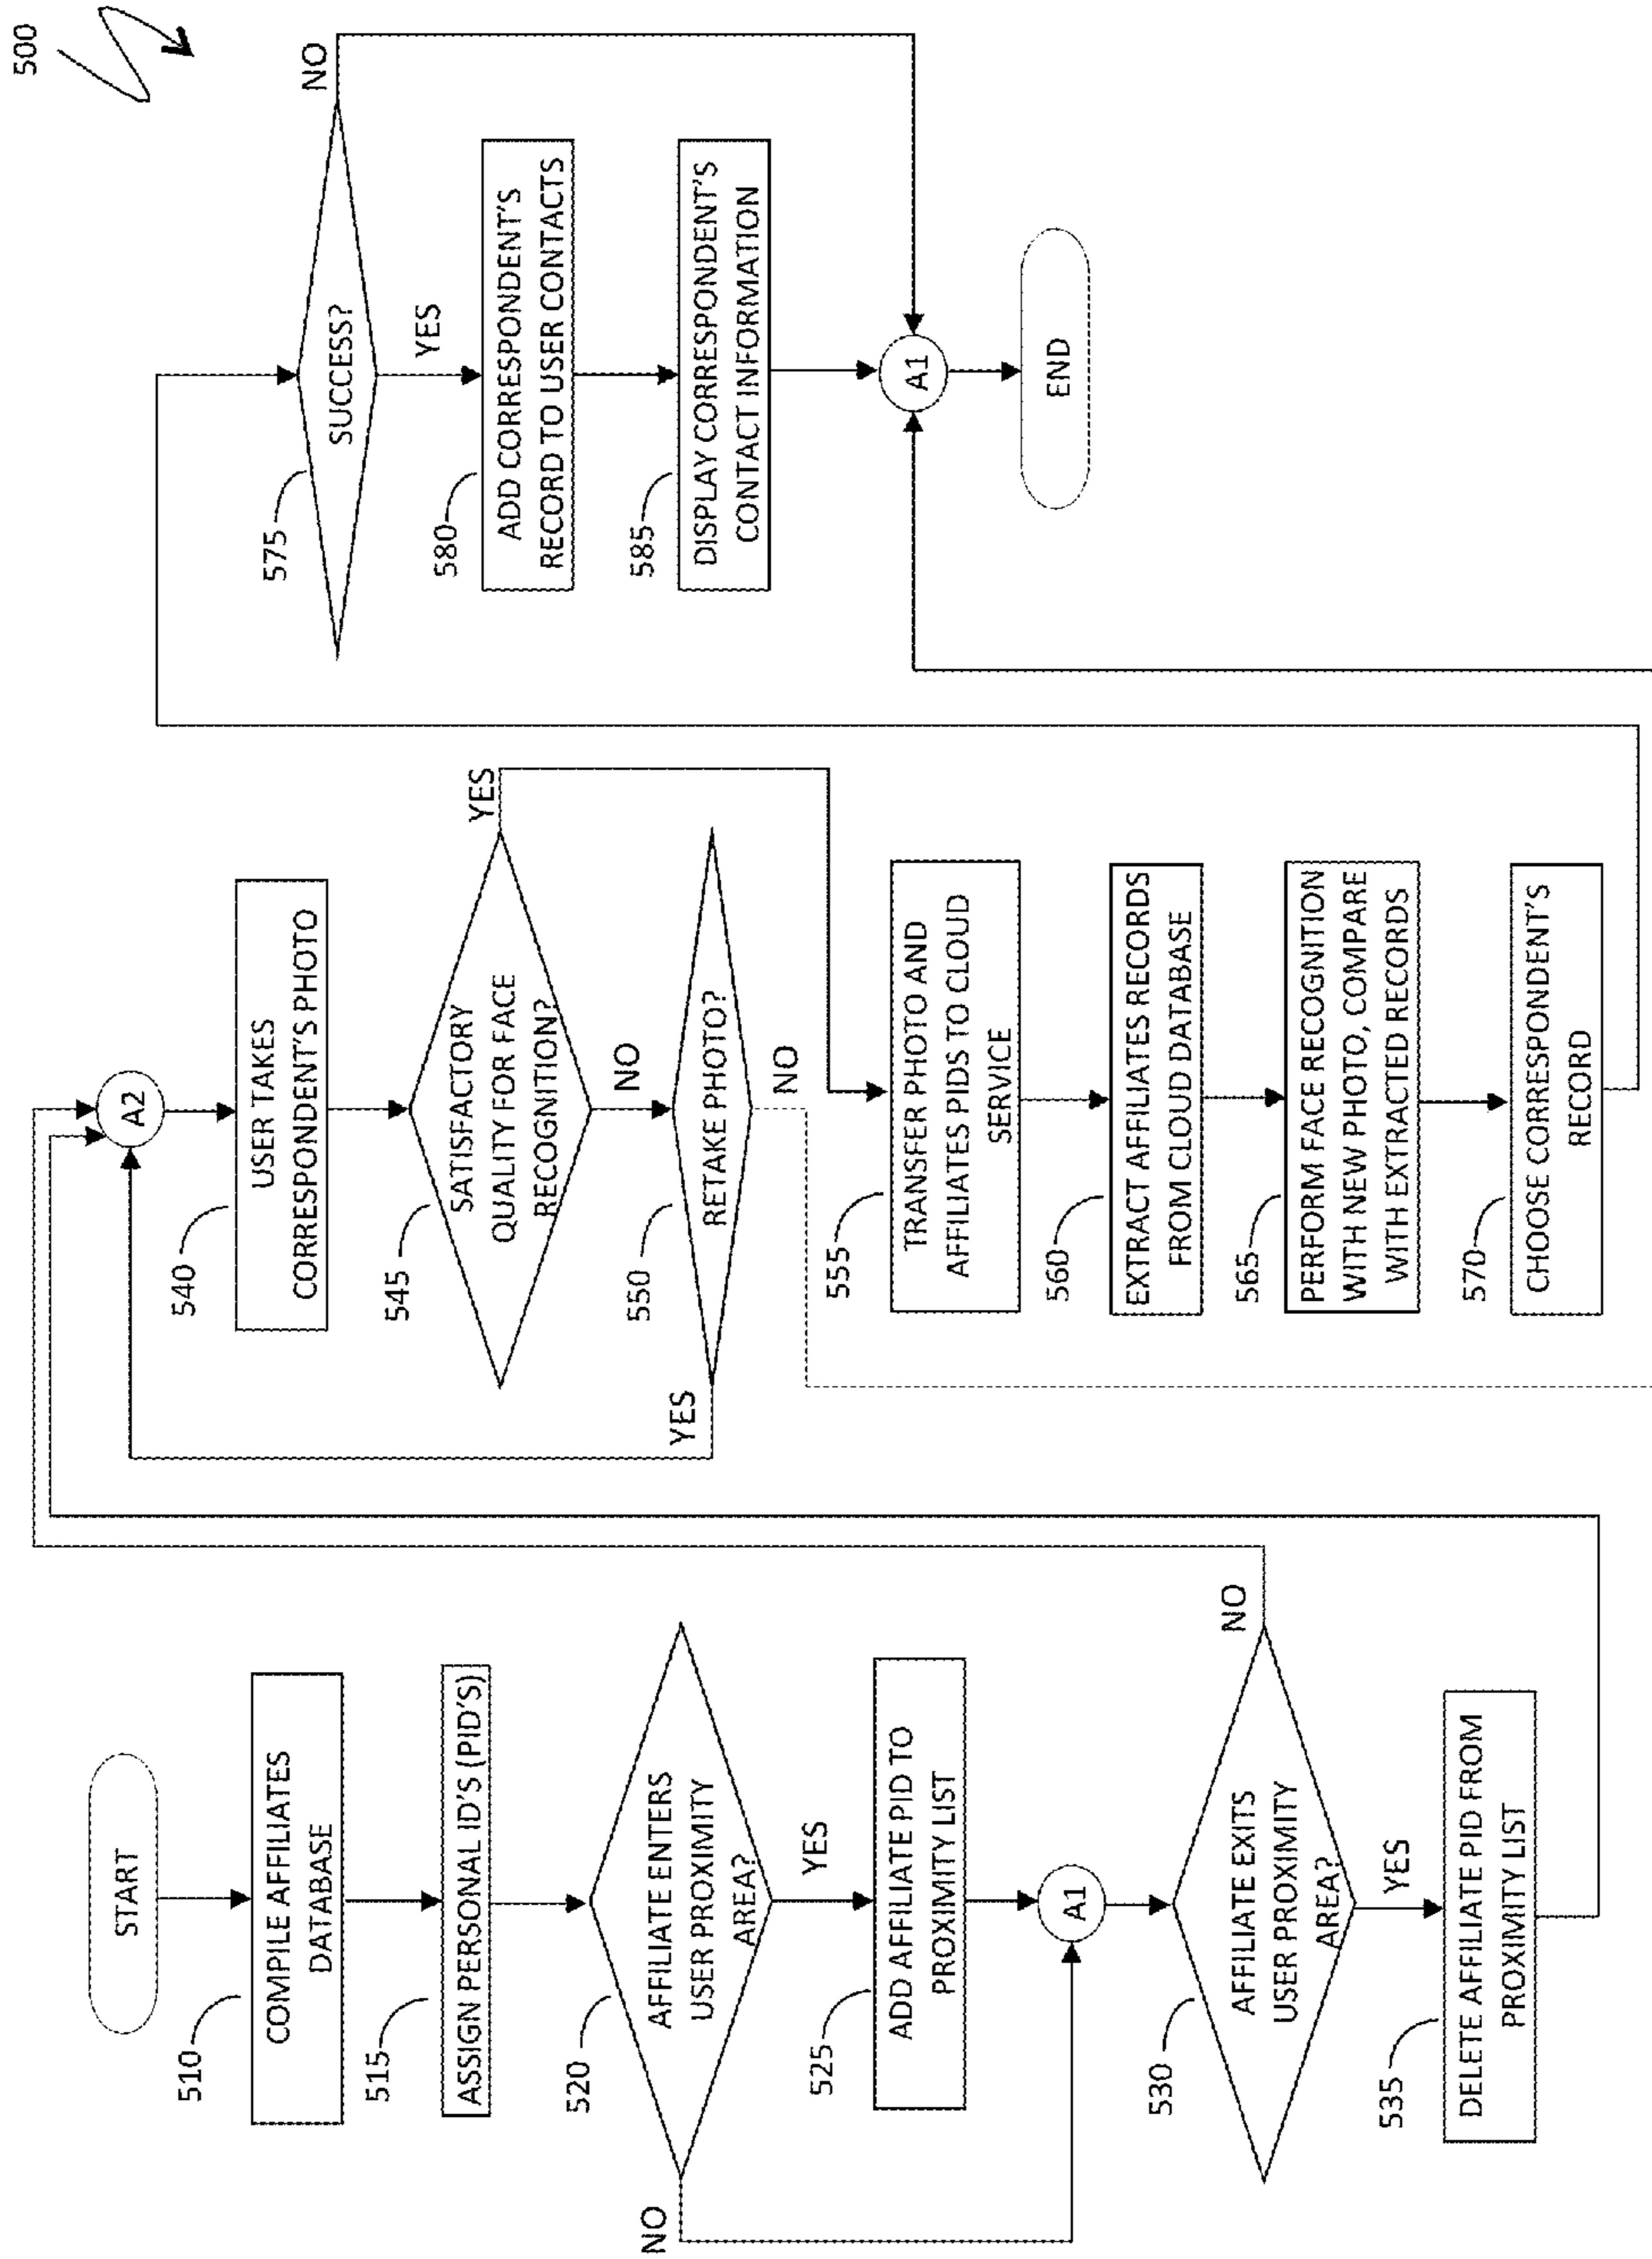 500
START
510
COMPILE AFFILIATES
DATABASE
515
ASSIGN PERSONAL ID'S (PID'S)
520
AFFILIATE ENTERS
USER PROXIMITY
AREA?
NO
YES
525
ADD AFFILIATE PID TO
PROXIMITY LIST
A1
530
AFFILIATE EXITS
USER PROXIMITY
AREA?
NO
YES
535
DELETE AFFILIATE PID FROM
PROXIMITY LIST
A2
540
USER TAKES
CORRESPONDENT'S PHOTO
545
SATISFACTORY
QUALITY FOR FACE
RECOGNITION?
YES
NO
550
RETAKE PHOTO?
YES
NO
555
TRANSFER PHOTO AND
AFFILIATES PIDS TO CLOUD
SERVICE
560
EXTRACT AFFILIATES RECORDS
FROM CLOUD DATABASE
565
PERFORM FACE RECOGNITION
WITH NEW PHOTO, COMPARE
WITH EXTRACTED RECORDS
570
CHOOSE CORRESPONDENT'S
RECORD
575
SUCCESS?
NO
YES
580
ADD CORRESPONDENT'S
RECORD TO USER CONTACTS
585
DISPLAY CORRESPONDENT'S
CONTACT INFORMATION
A1
END